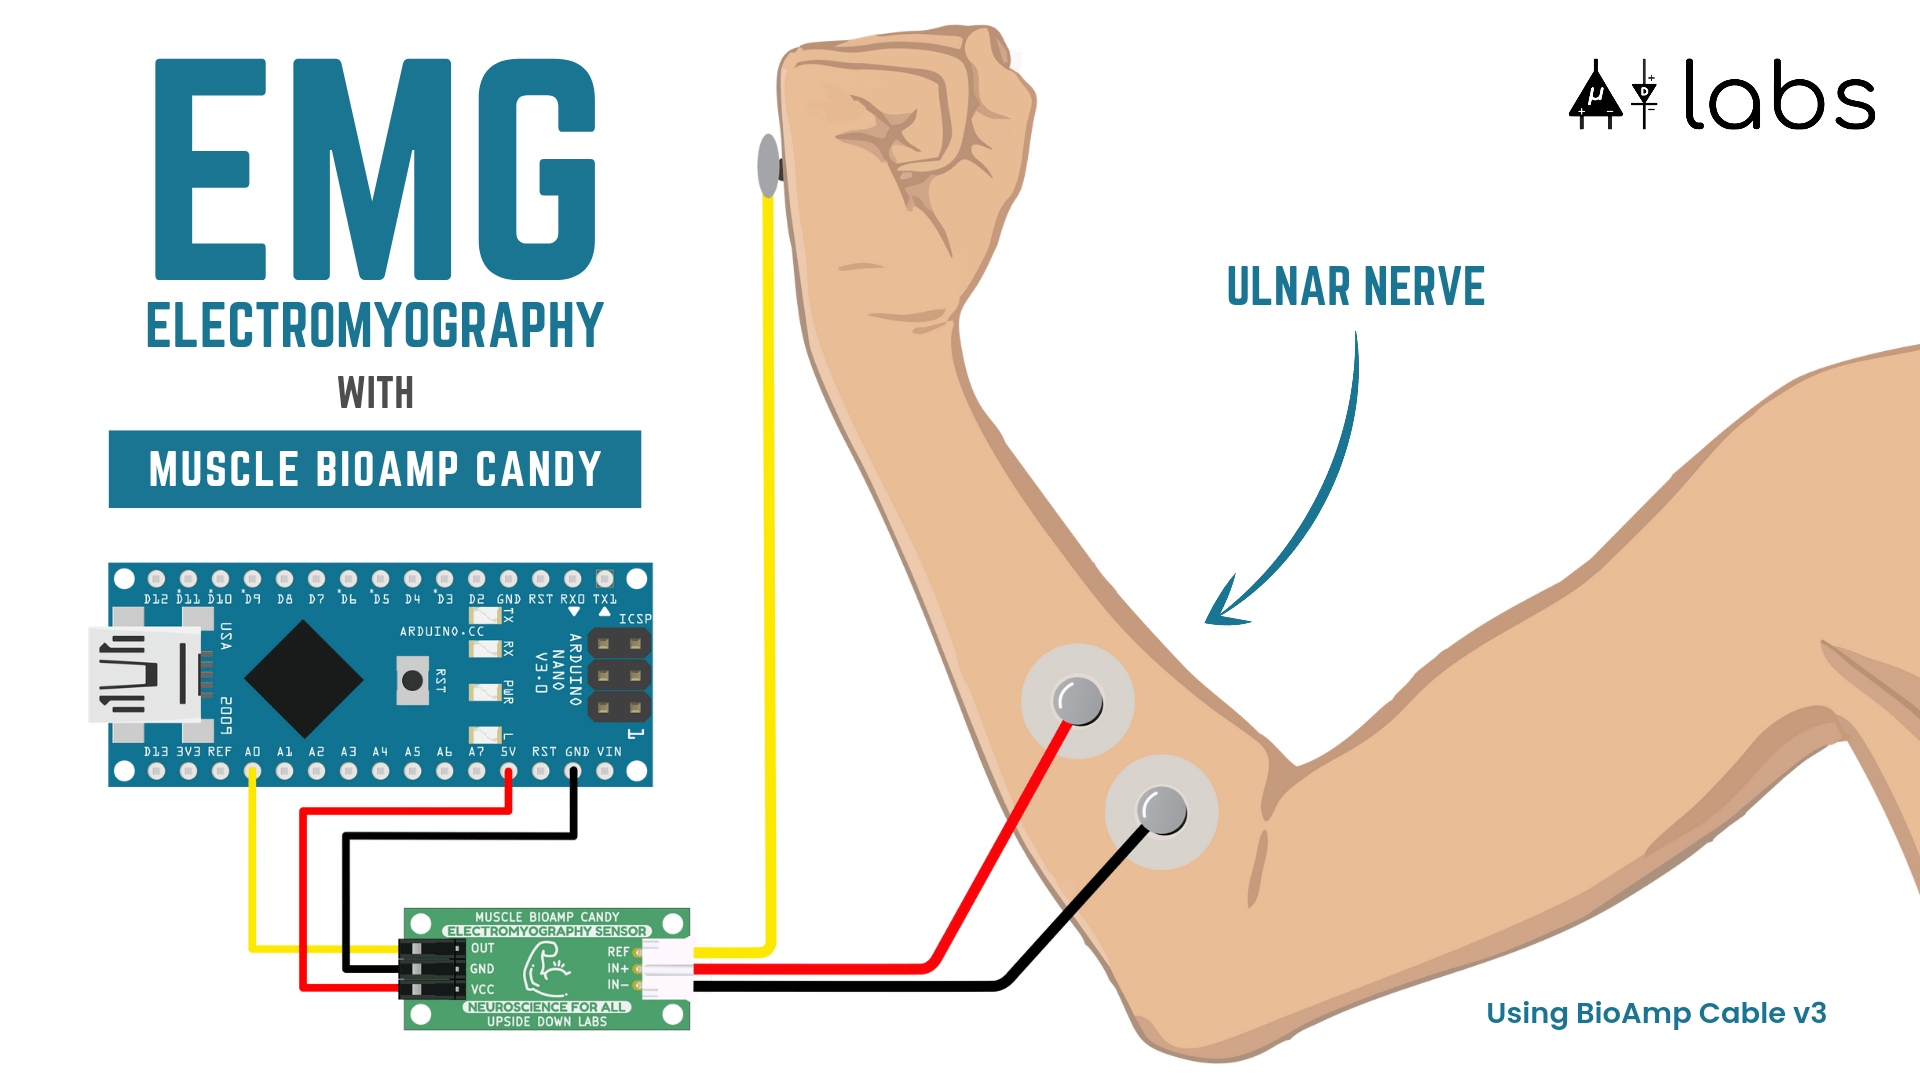 EMG
ELECTROMYOGRAPHY
WITH
MUSCLE BIOAMP CANDY
μ D labs
ULNAR NERVE
D12 D11 D10 D9 D8 D7 D6 D5 D4 D3 D2 GND RST RX0 TX1
ICSP
ARDUINO.CC
TX
RX
PWR
L
RST
ARDUINO
NANO
V3.0
USA
2009
1
D13 3V3 REF A0 A1 A2 A3 A4 A5 A6 A7 5V RST GND VIN
MUSCLE BIOAMP CANDY
ELECTROMYOGRAPHY SENSOR
OUT
GND
VCC
REF
IN+
IN-
NEUROSCIENCE FOR ALL
UPSIDE DOWN LABS
Using BioAmp Cable v3